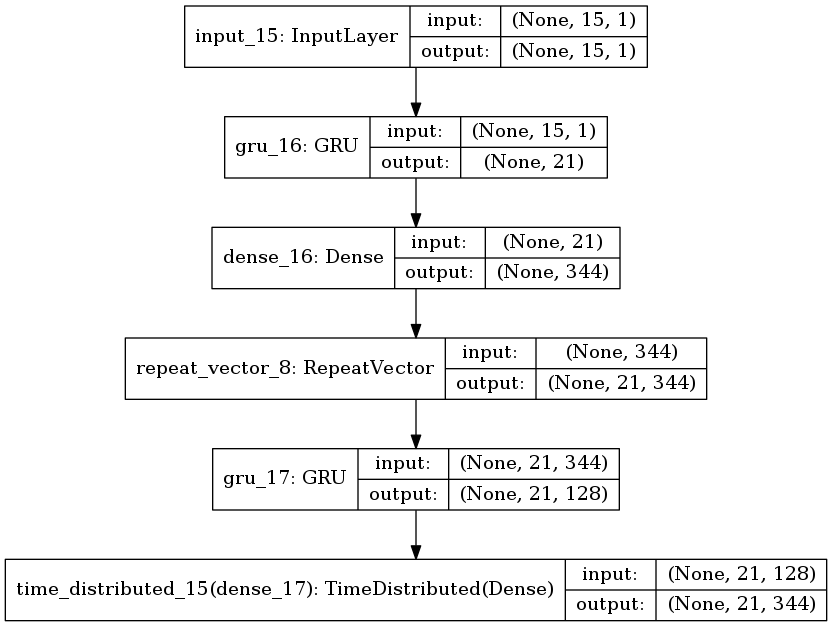 input_15: InputLayer
input: (None, 15, 1)
output: (None, 15, 1)
gru_16: GRU
input: (None, 15, 1)
output: (None, 21)
dense_16: Dense
input: (None, 21)
output: (None, 344)
repeat_vector_8: RepeatVector
input: (None, 344)
output: (None, 21, 344)
gru_17: GRU
input: (None, 21, 344)
output: (None, 21, 128)
time_distributed_15(dense_17): TimeDistributed(Dense)
input: (None, 21, 128)
output: (None, 21, 344)